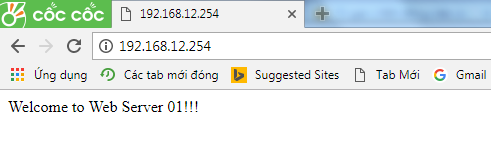 cốc cốc 192.168.12.254
192.168.12.254
Ứng dụng Các tab mới đóng Suggested Sites Tab Mới Gmail
Welcome to Web Server 01!!!